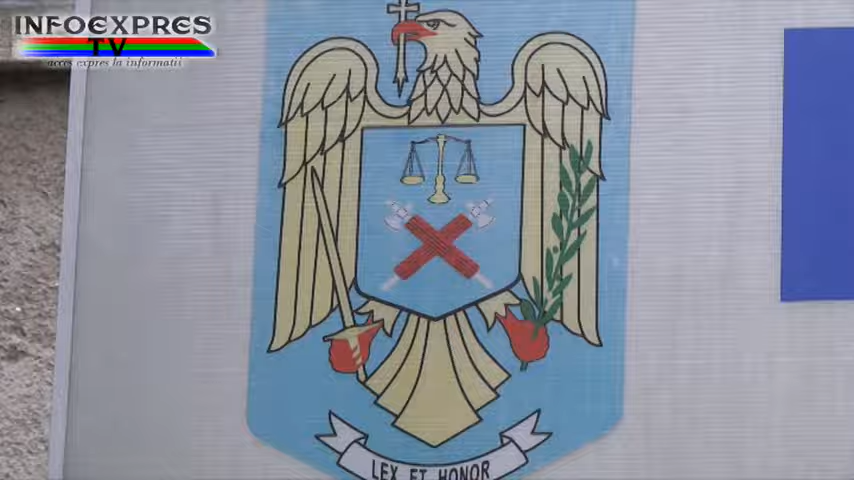 INFOEXPRES
TV
acces expres la informatii
LEX ET HONOR